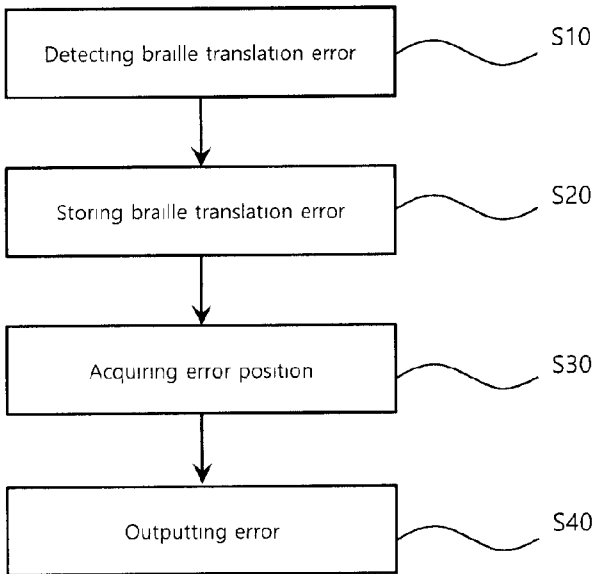 Detecting braille translation error
S10
Storing braille translation error
S20
Acquiring error position
S30
Outputting error
S40